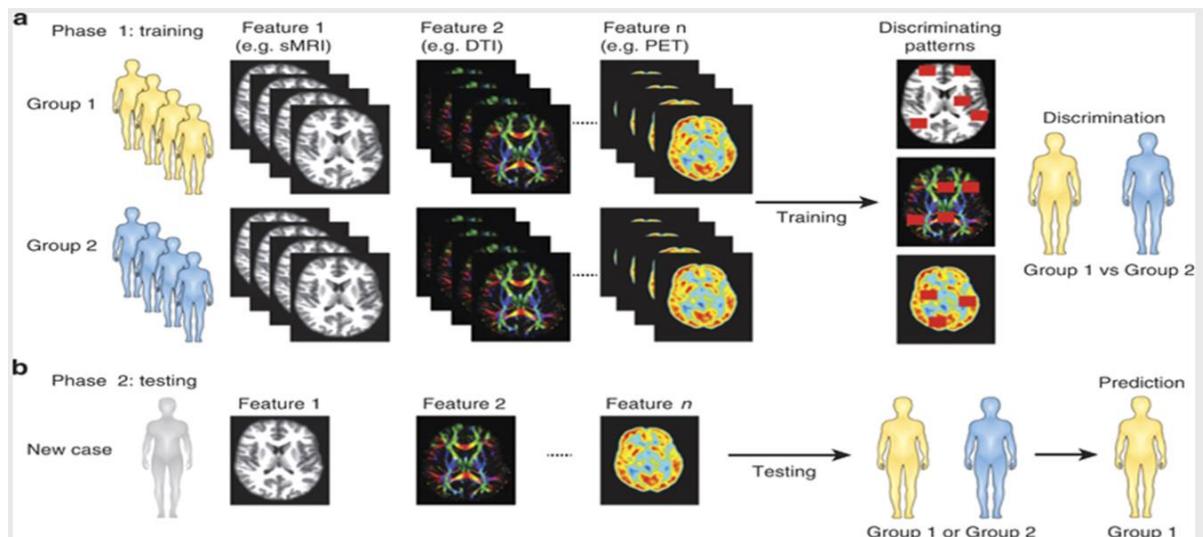 a
Phase 1: training
Feature 1
(e.g. sMRI)
Feature 2
(e.g. DTI)
Feature n
(e.g. PET)
Discriminating
patterns
Group 1
Discrimination
Training
Group 2
Group 1 vs Group 2
b
Phase 2: testing
Feature 1
Feature 2
Feature n
Prediction
New case
Testing
Group 1 or Group 2
Group 1